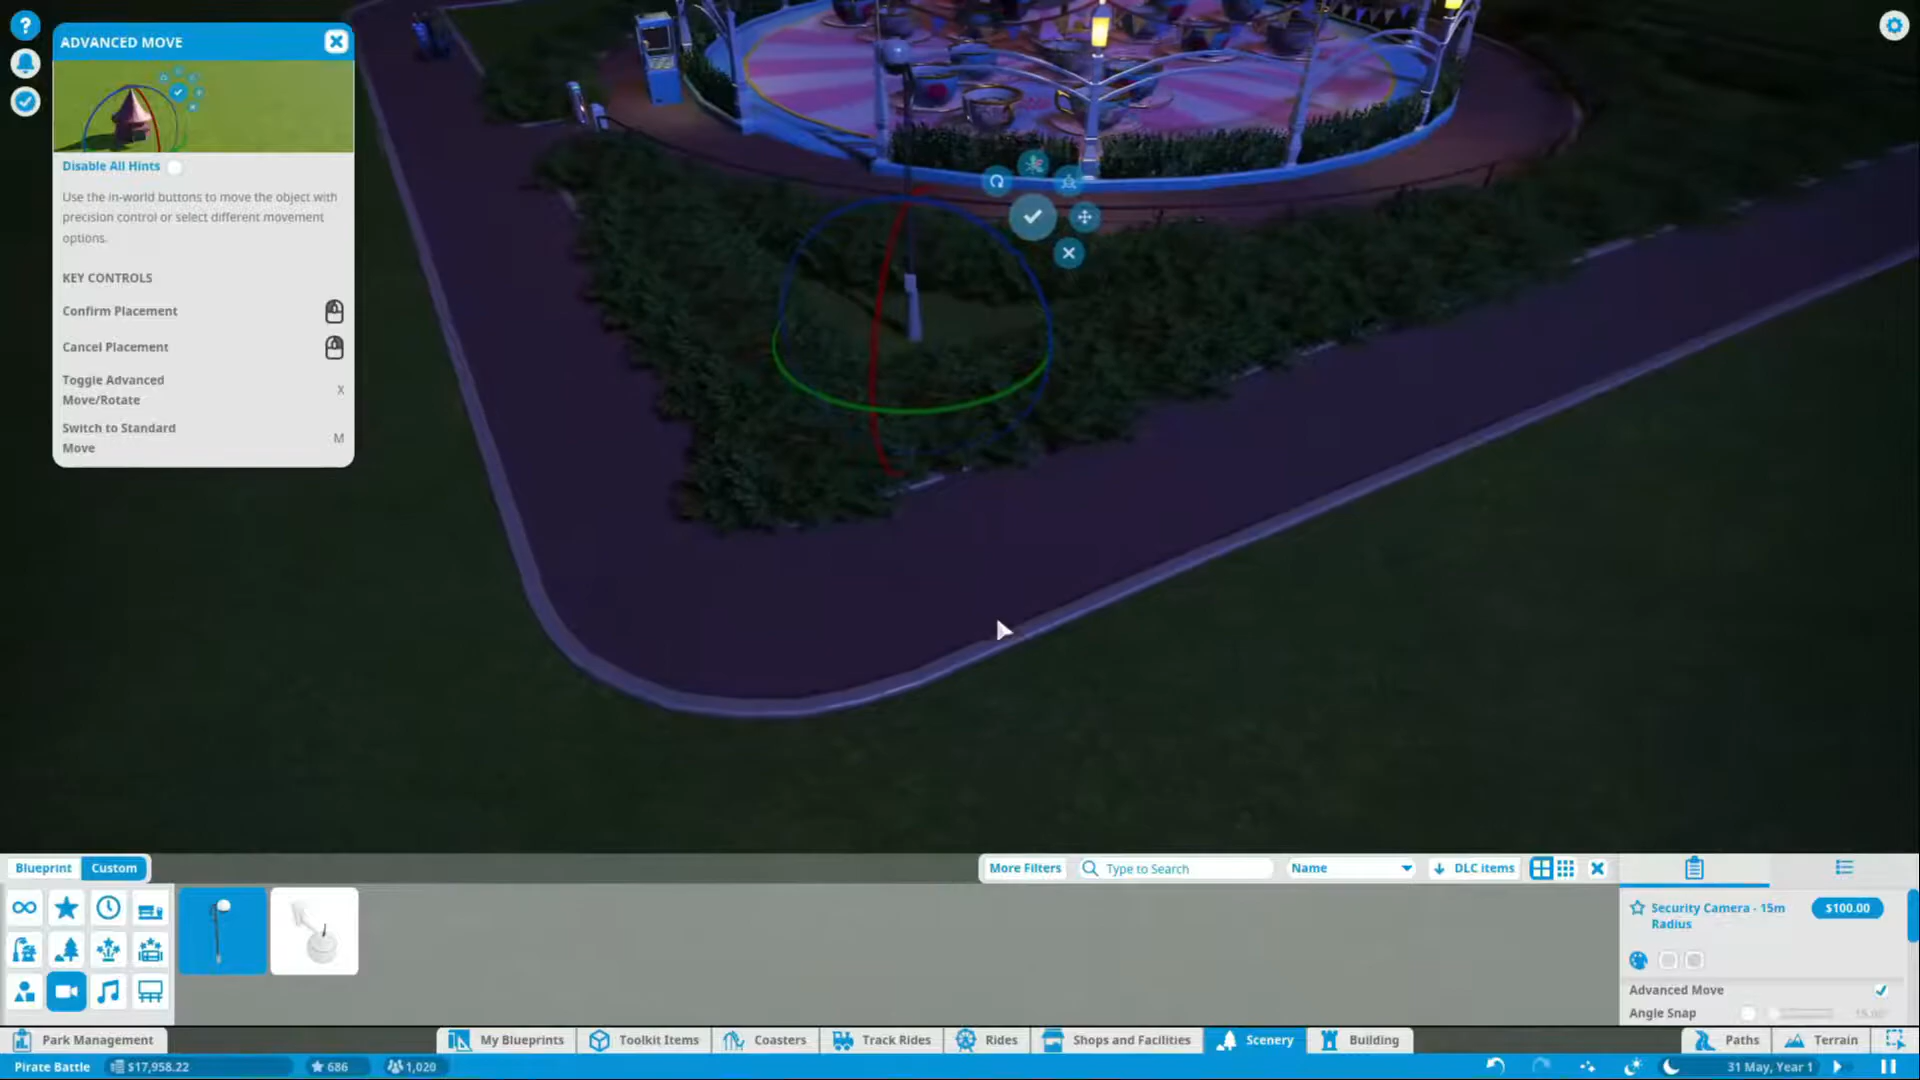 ?
ADVANCED MOVE
Disable All Hints
Use the in-world buttons to move the object with
precision control or select different movement
options.
KEY CONTROLS
Confirm Placement
Cancel Placement
Toggle Advanced
Move/Rotate
X
Switch to Standard
Move
M
Blueprint Custom
More Filters Type to Search Name DLC items
Security Camera - 15m
Radius
$100.00
Advanced Move
Angle Snap
Park Management My Blueprints Toolkit Items Coasters Track Rides Rides Shops and Facilities Scenery Building Paths Terrain
Pirate Battle $17,958.22 686 1,020 31 May, Year 1